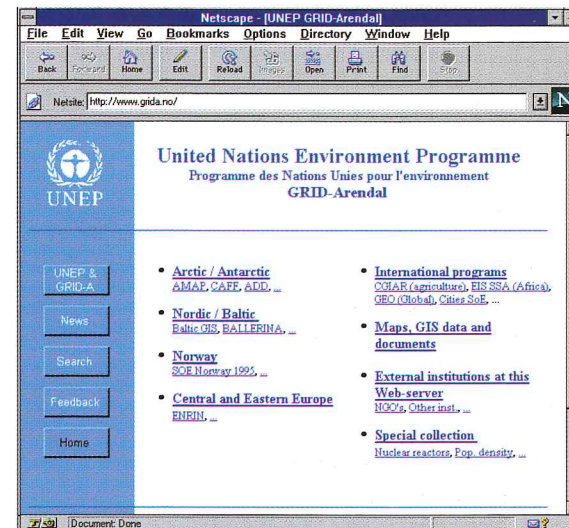 Netscape - [UNEP GRID-Arendal]
File Edit View Go Bookmarks Options Directory Window Help
Back Forward Home Edit Reload Images Open Print Find Stop
Netsite: http://www.grida.no/
N
UNEP
United Nations Environment Programme
Programme des Nations Unies pour l'environnement
GRID-Arendal
UNEP &
GRID-A
News
Search
Feedback
Home
Arctic / Antarctic
AMAP, CAFF, ADD, ...
Nordic / Baltic
Baltic GIS, BALLERINA, ...
Norway
SOE Norway 1995, ...
Central and Eastern Europe
ENRIN, ...
International programs
CGIAR (agriculture), EIS SSA (Africa),
GEO (Global), Cities SoE, ...
Maps, GIS data and
documents
External institutions at this
Web-server
NGO's, Other inst., ...
Special collection
Nuclear reactors, Pop. density, ...
Document: Done